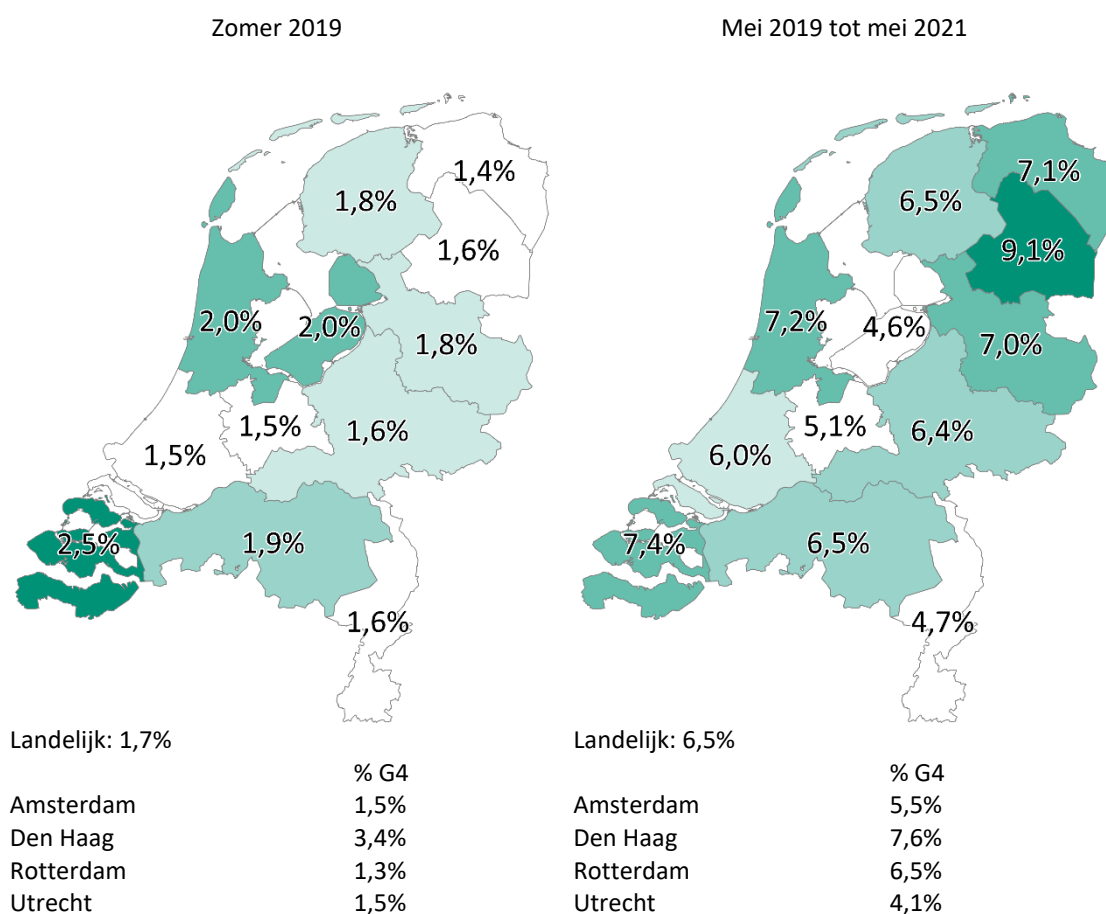 Zomer 2019
1,4%
1,8%
1,6%
2,0%
2,0%
1,8%
1,5%
1,6%
1,5%
2,5%
1,9%
1,6%
Landelijk: 1,7%
% G4
Amsterdam 1,5%
Den Haag 3,4%
Rotterdam 1,3%
Utrecht 1,5%
Mei 2019 tot mei 2021
7,1%
6,5%
9,1%
7,2%
4,6%
7,0%
5,1%
6,4%
6,0%
7,4%
6,5%
4,7%
Landelijk: 6,5%
% G4
Amsterdam 5,5%
Den Haag 7,6%
Rotterdam 6,5%
Utrecht 4,1%